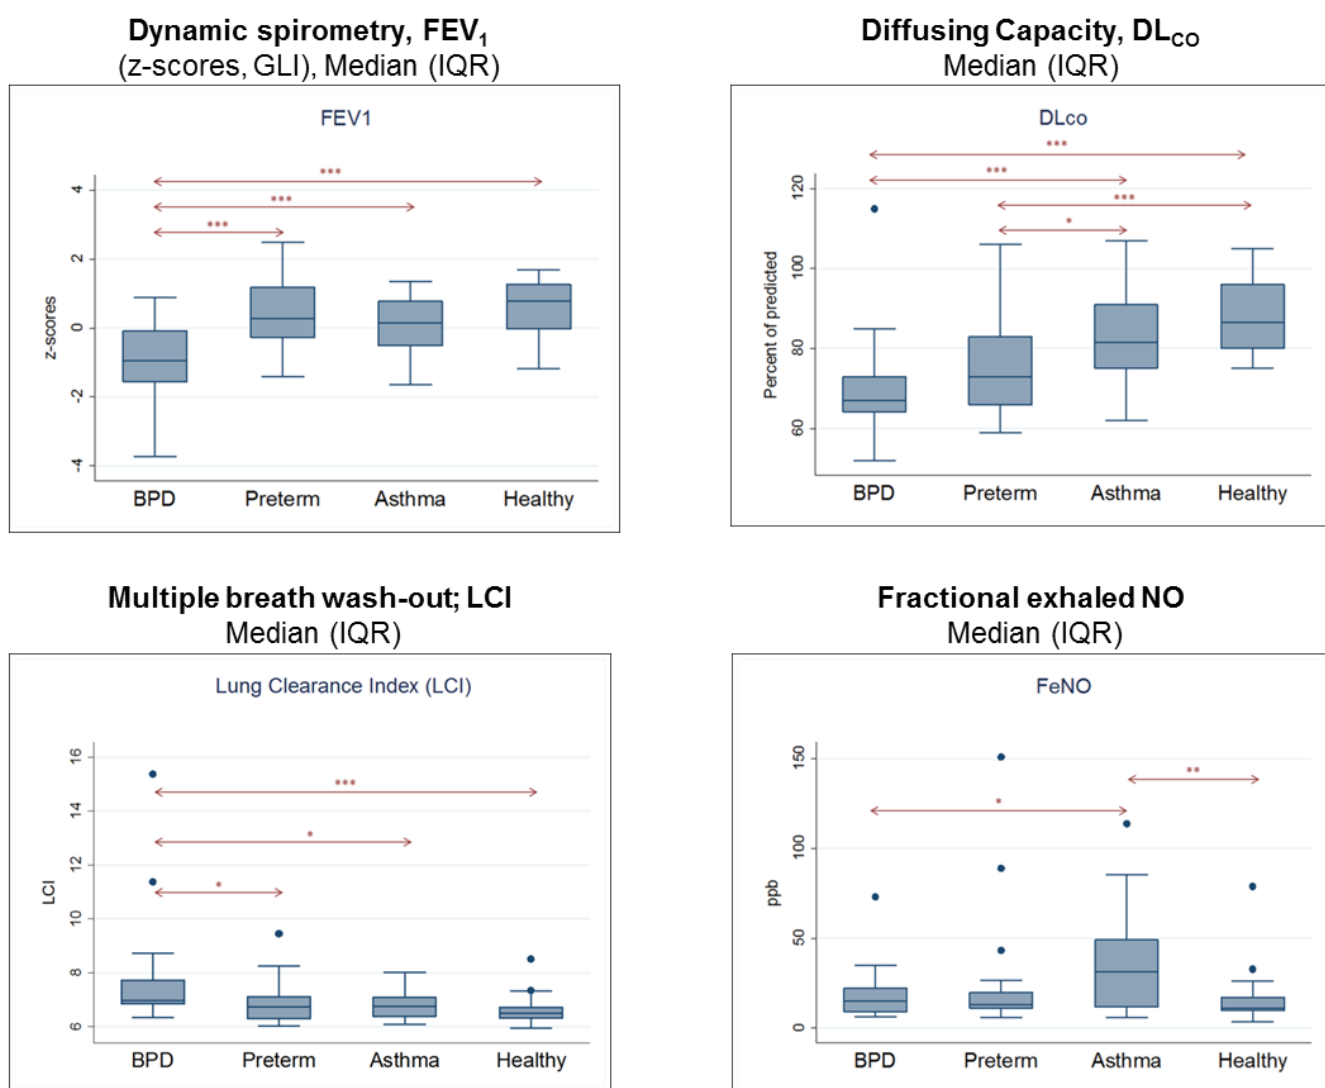 Dynamic spirometry, FEV₁
(z-scores, GLI), Median (IQR)
FEV1
***
***
***
z-scores
4
2
0
-2
-4
BPD Preterm Asthma Healthy
Diffusing Capacity, DL_CO
Median (IQR)
DLco
***
***
***
*
Percent of predicted
120
100
80
60
BPD Preterm Asthma Healthy
Multiple breath wash-out; LCI
Median (IQR)
Lung Clearance Index (LCI)
***
*
*
LCI
16
14
12
10
8
6
BPD Preterm Asthma Healthy
Fractional exhaled NO
Median (IQR)
FeNO
**
*
ppb
150
100
50
0
BPD Preterm Asthma Healthy